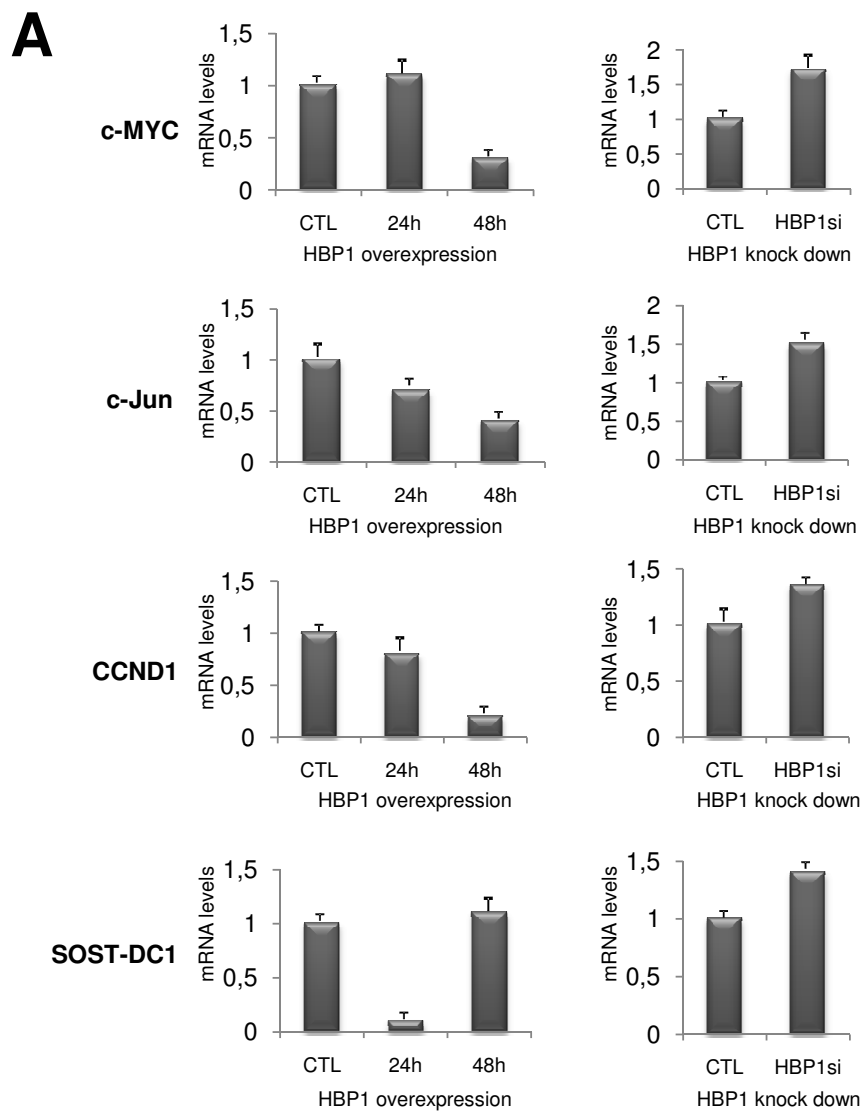 A
c-MYC
mRNA levels
1,5
1
0,5
0
CTL 24h 48h
HBP1 overexpression
mRNA levels
2
1,5
1
0,5
0
CTL HBP1si
HBP1 knock down
c-Jun
mRNA levels
1,5
1
0,5
0
CTL 24h 48h
HBP1 overexpression
mRNA levels
2
1,5
1
0,5
0
CTL HBP1si
HBP1 knock down
CCND1
mRNA levels
1,5
1
0,5
0
CTL 24h 48h
HBP1 overexpression
mRNA levels
1,5
1
0,5
0
CTL HBP1si
HBP1 knock down
SOST-DC1
mRNA levels
1,5
1
0,5
0
CTL 24h 48h
HBP1 overexpression
mRNA levels
1,5
1
0,5
0
CTL HBP1si
HBP1 knock down